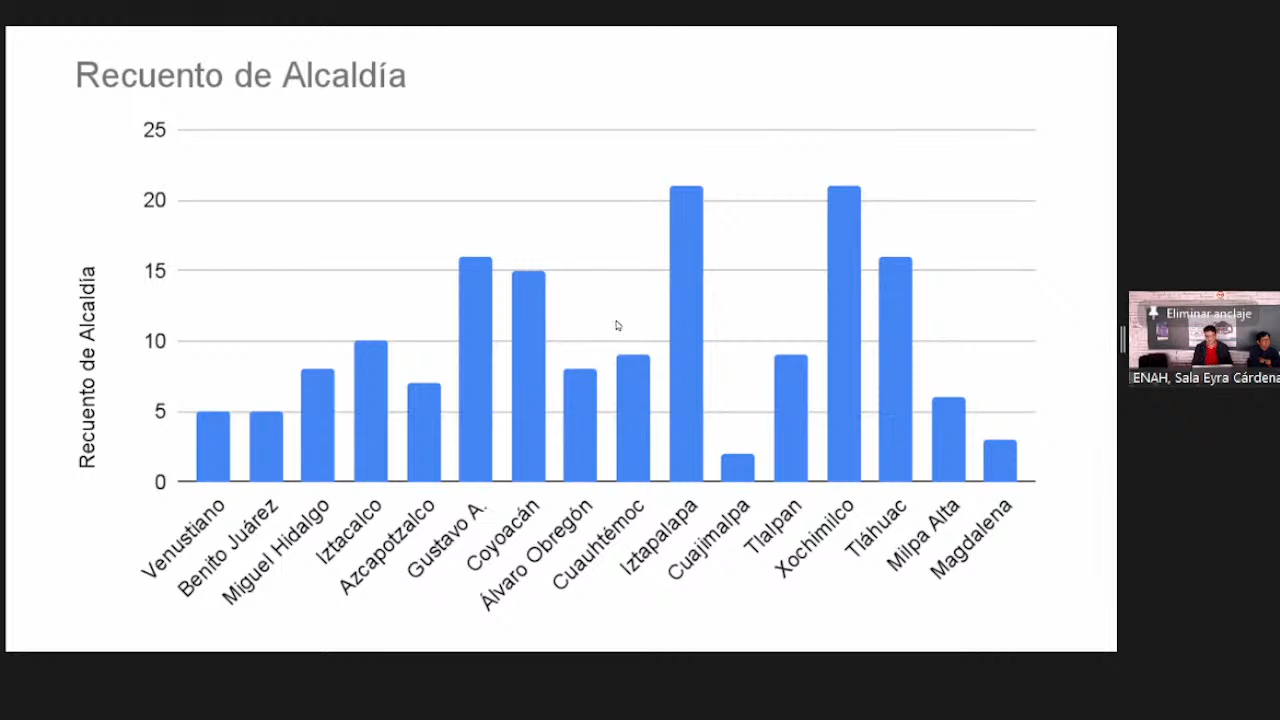 Recuento de Alcaldía
25
20
15
10
5
0
Recuento de Alcaldía
Venustiano
Benito Juárez
Miguel Hidalgo
Iztacalco
Azcapotzalco
Gustavo A.
Coyoacán
Álvaro Obregón
Cuauhtémoc
Iztapalapa
Cuajimalpa
Tlalpan
Xochimilco
Tláhuac
Milpa Alta
Magdalena
Eliminar anclaje
ENAH, Sala Eyra Cárdena